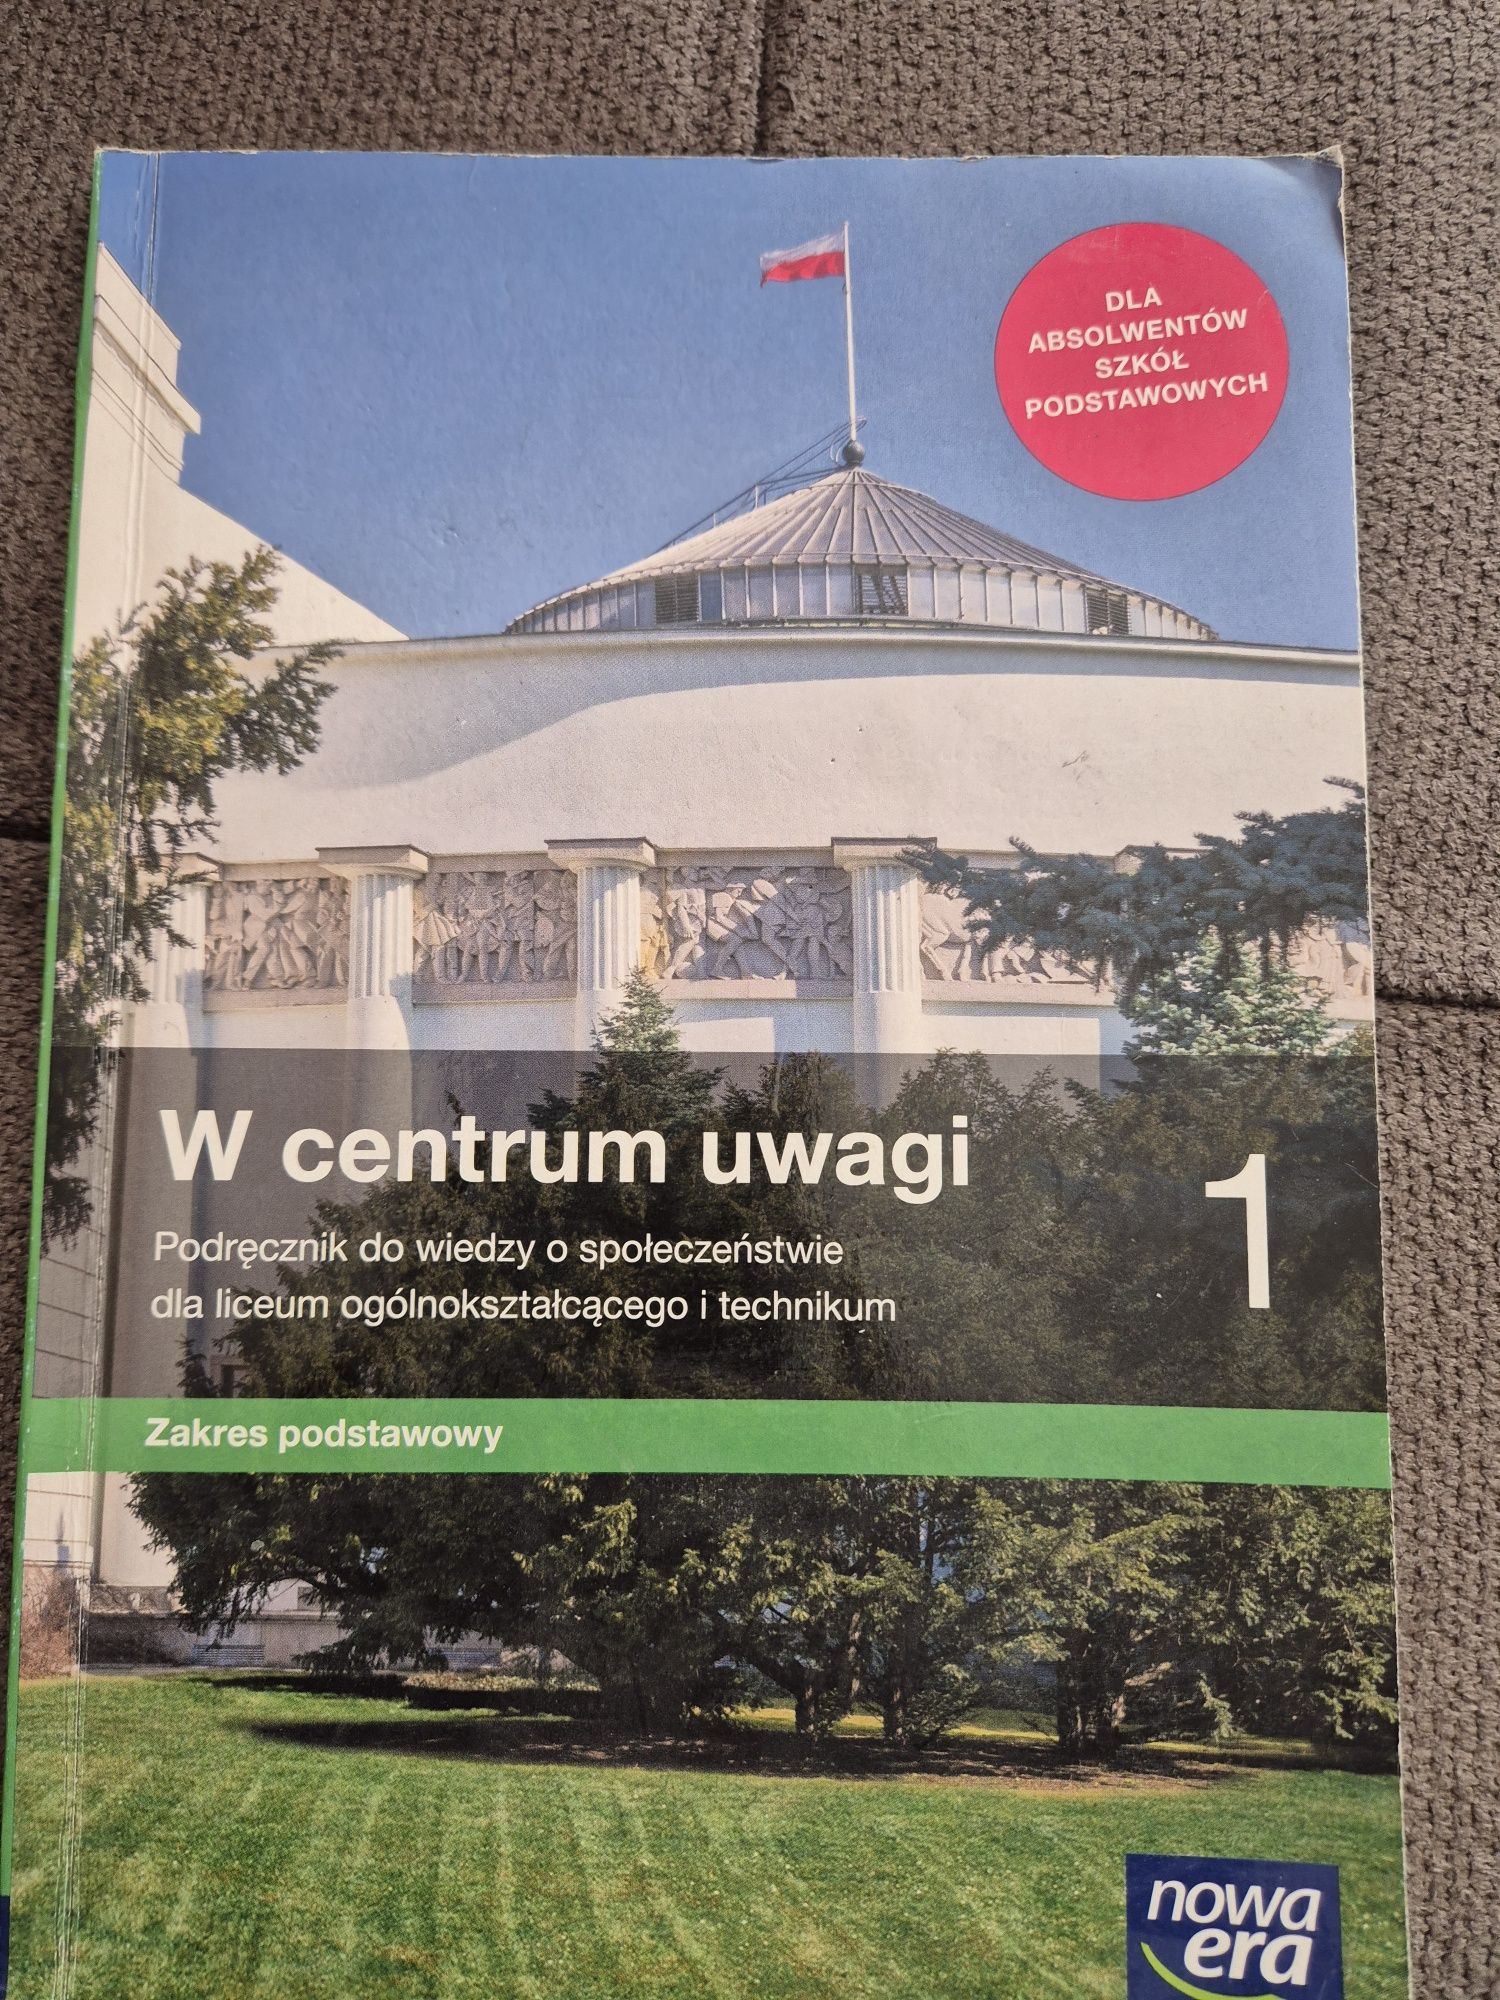 DLA
ABSOLWENTÓW
SZKÓŁ
PODSTAWOWYCH
W centrum uwagi
1
Podręcznik do wiedzy o społeczeństwie
dla liceum ogólnokształcącego i technikum
Zakres podstawowy
nowa
era